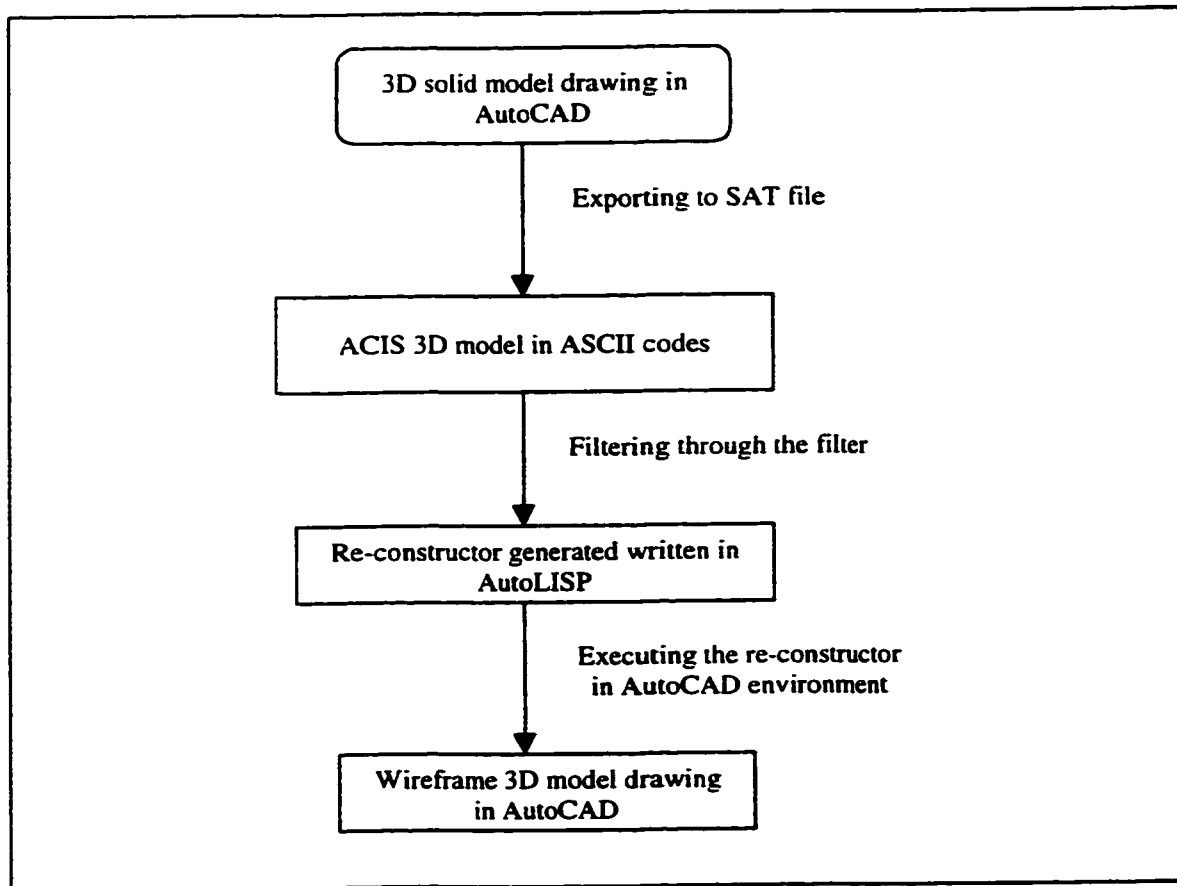 3D solid model drawing in
AutoCAD
Exporting to SAT file
ACIS 3D model in ASCII codes
Filtering through the filter
Re-constructor generated written in
AutoLISP
Executing the re-constructor
in AutoCAD environment
Wireframe 3D model drawing
in AutoCAD